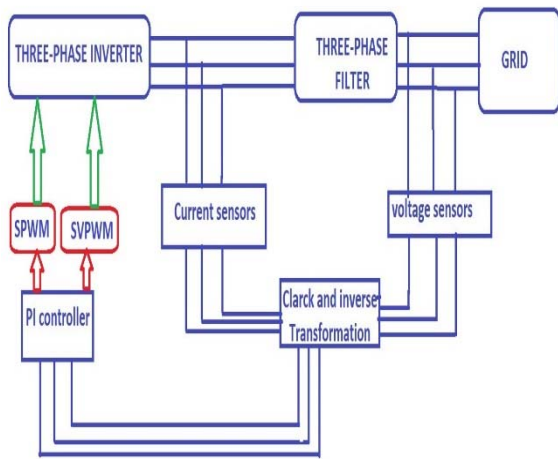 THREE-PHASE INVERTER
THREE-PHASE
FILTER
GRID
Current sensors
voltage sensors
SPWM
SVPWM
PI controller
Clarck and inverse
Transformation